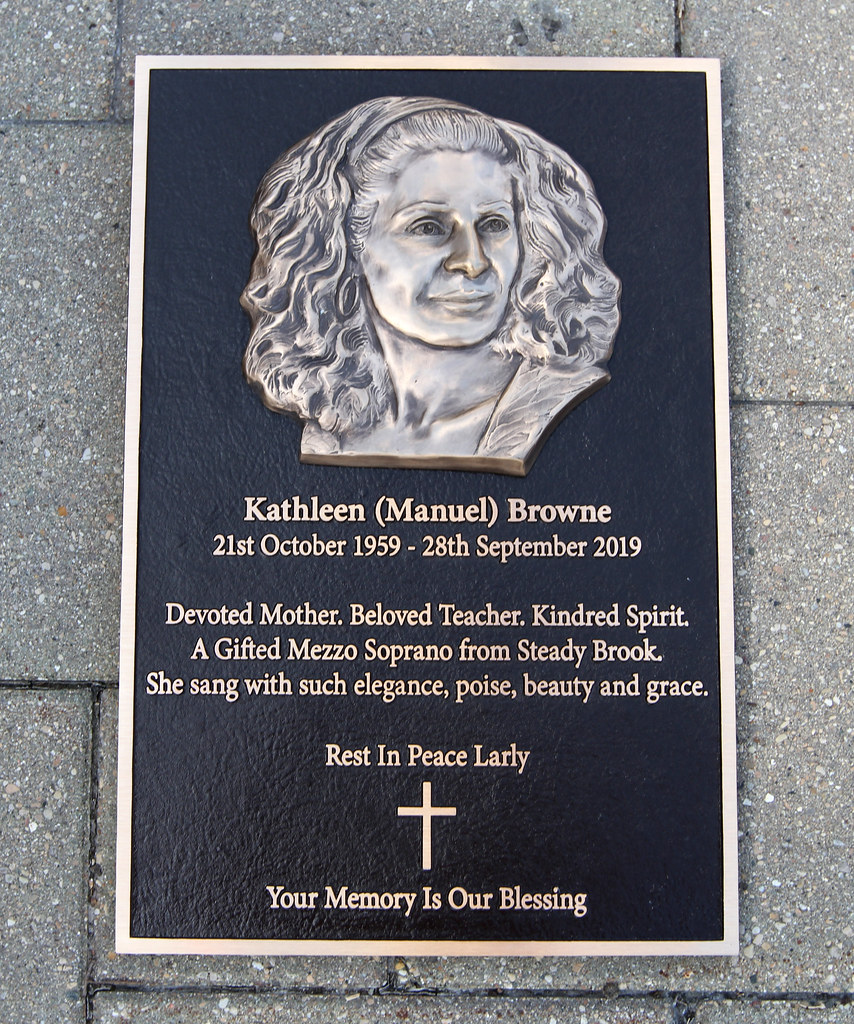 Kathleen (Manuel) Browne
21st October 1959 - 28th September 2019
Devoted Mother. Beloved Teacher. Kindred Spirit.
A Gifted Mezzo Soprano from Steady Brook.
She sang with such elegance, poise, beauty and grace.
Rest In Peace Larly
Your Memory Is Our Blessing